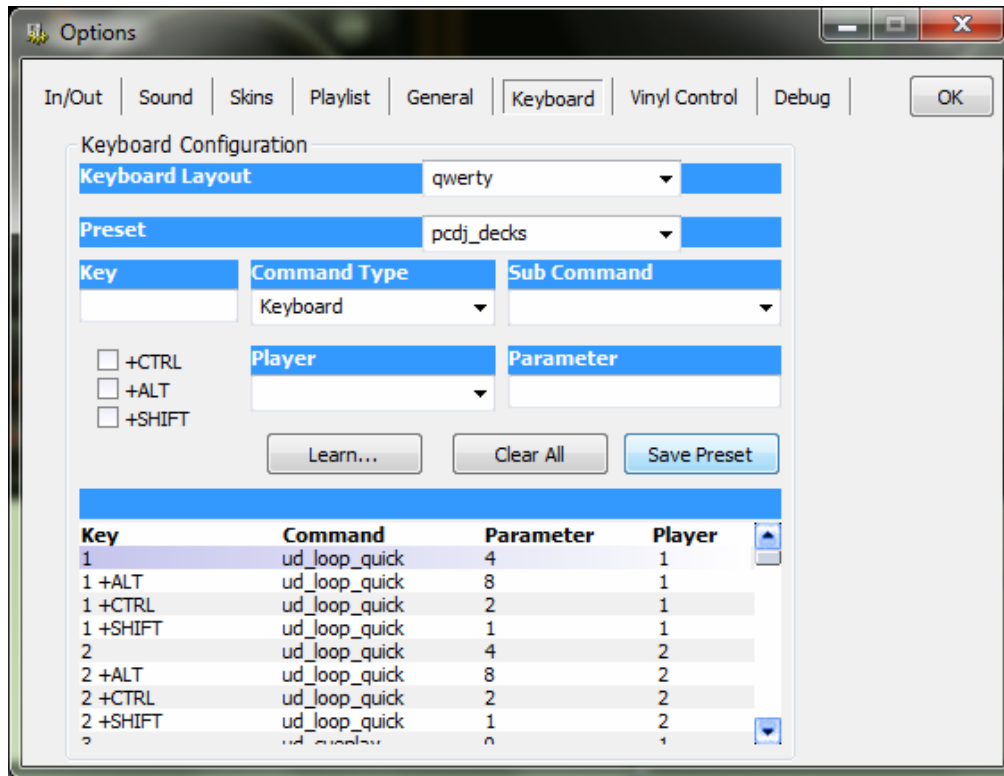 Options
In/Out Sound Skins Playlist General Keyboard Vinyl Control Debug OK
Keyboard Configuration
Keyboard Layout qwerty
Preset pcdj_decks
Key Command Type Sub Command
Keyboard
+CTRL Player Parameter
+ALT
+SHIFT
Learn... Clear All Save Preset
Key Command Parameter Player
1 ud_loop_quick 4 1
1 +ALT ud_loop_quick 8 1
1 +CTRL ud_loop_quick 2 1
1 +SHIFT ud_loop_quick 1 1
2 ud_loop_quick 4 2
2 +ALT ud_loop_quick 8 2
2 +CTRL ud_loop_quick 2 2
2 +SHIFT ud_loop_quick 1 2
3 ud_cueplay 0 1